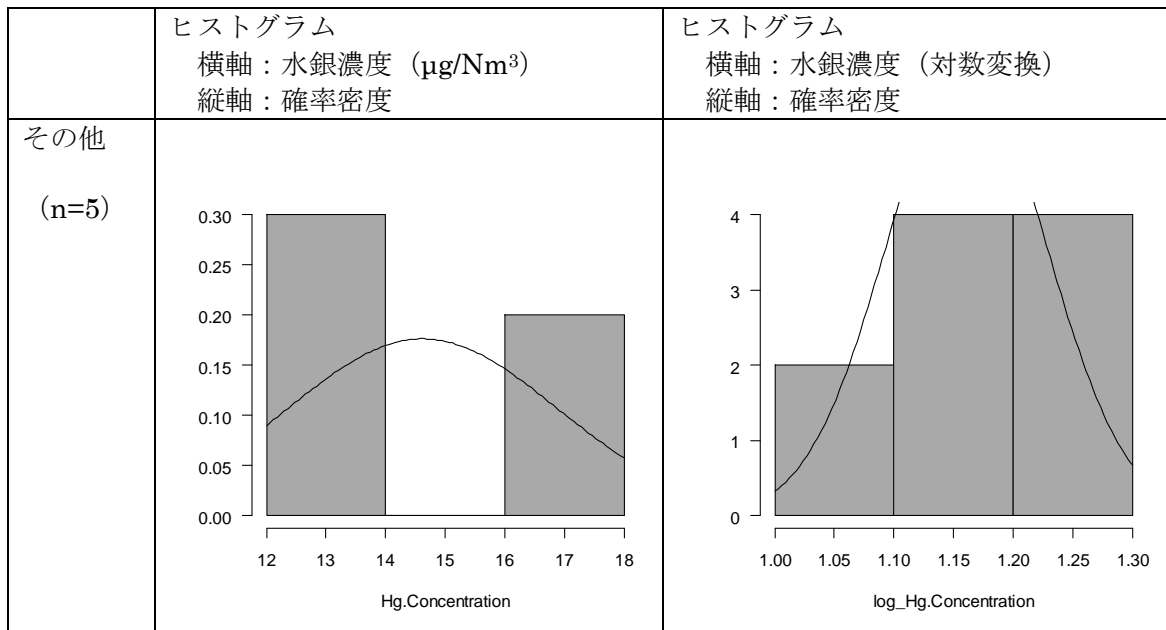 ヒストグラム
横軸：水銀濃度（µg/Nm³）
縦軸：確率密度
ヒストグラム
横軸：水銀濃度（対数変換）
縦軸：確率密度
その他
（n=5）
0.30
0.25
0.20
0.15
0.10
0.05
0.00
12 13 14 15 16 17 18
Hg.Concentration
4
3
2
1
0
1.00 1.05 1.10 1.15 1.20 1.25 1.30
log_Hg.Concentration